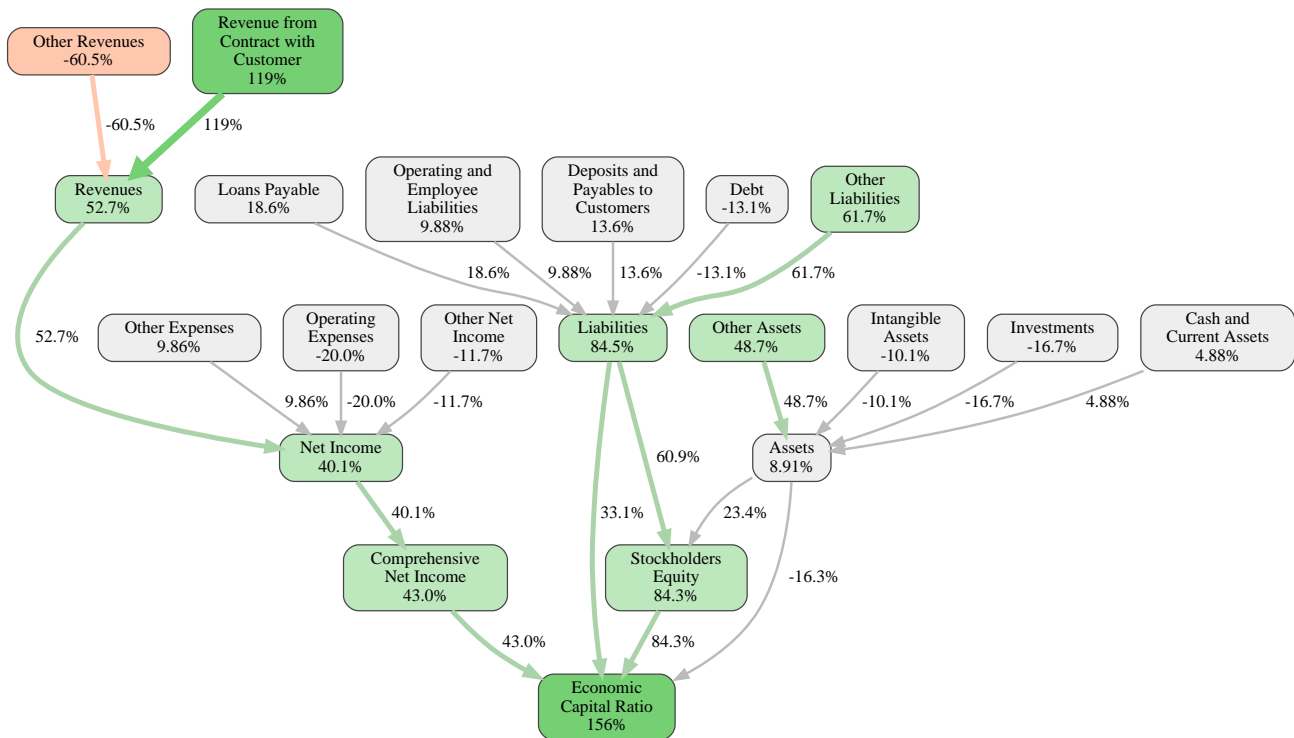 Other Revenues
-60.5%
Revenue from
Contract with
Customer
119%
-60.5%
119%
Revenues
52.7%
Loans Payable
18.6%
Operating and
Employee
Liabilities
9.88%
Deposits and
Payables to
Customers
13.6%
Debt
-13.1%
Other
Liabilities
61.7%
18.6%
9.88%
13.6%
-13.1%
61.7%
52.7%
Other Expenses
9.86%
Operating
Expenses
-20.0%
Other Net
Income
-11.7%
Liabilities
84.5%
Other Assets
48.7%
Intangible
Assets
-10.1%
Investments
-16.7%
Cash and
Current Assets
4.88%
9.86%
-20.0%
-11.7%
48.7%
-10.1%
-16.7%
4.88%
Net Income
40.1%
60.9%
Assets
8.91%
40.1%
33.1%
23.4%
Comprehensive
Net Income
43.0%
Stockholders
Equity
84.3%
-16.3%
43.0%
84.3%
Economic
Capital Ratio
156%